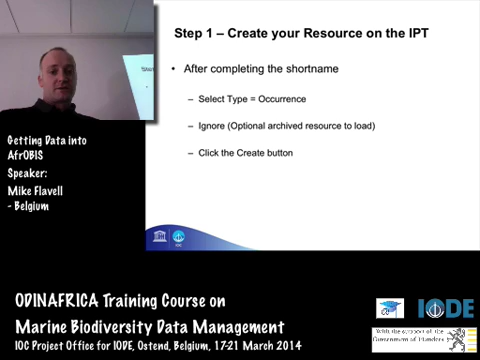 Step 1 – Create your Resource on the IPT
• After completing the shortname
– Select Type = Occurrence
– Ignore (Optional archived resource to load)
– Click the Create button
Getting Data into
AfrOBIS
Speaker:
Mike Flavell
- Belgium
ODINAFRICA Training Course on
Marine Biodiversity Data Management
IOC Project Office for IODE, Ostend, Belgium, 17-21 March 2014
IODE
With the support of the
Government of Flanders